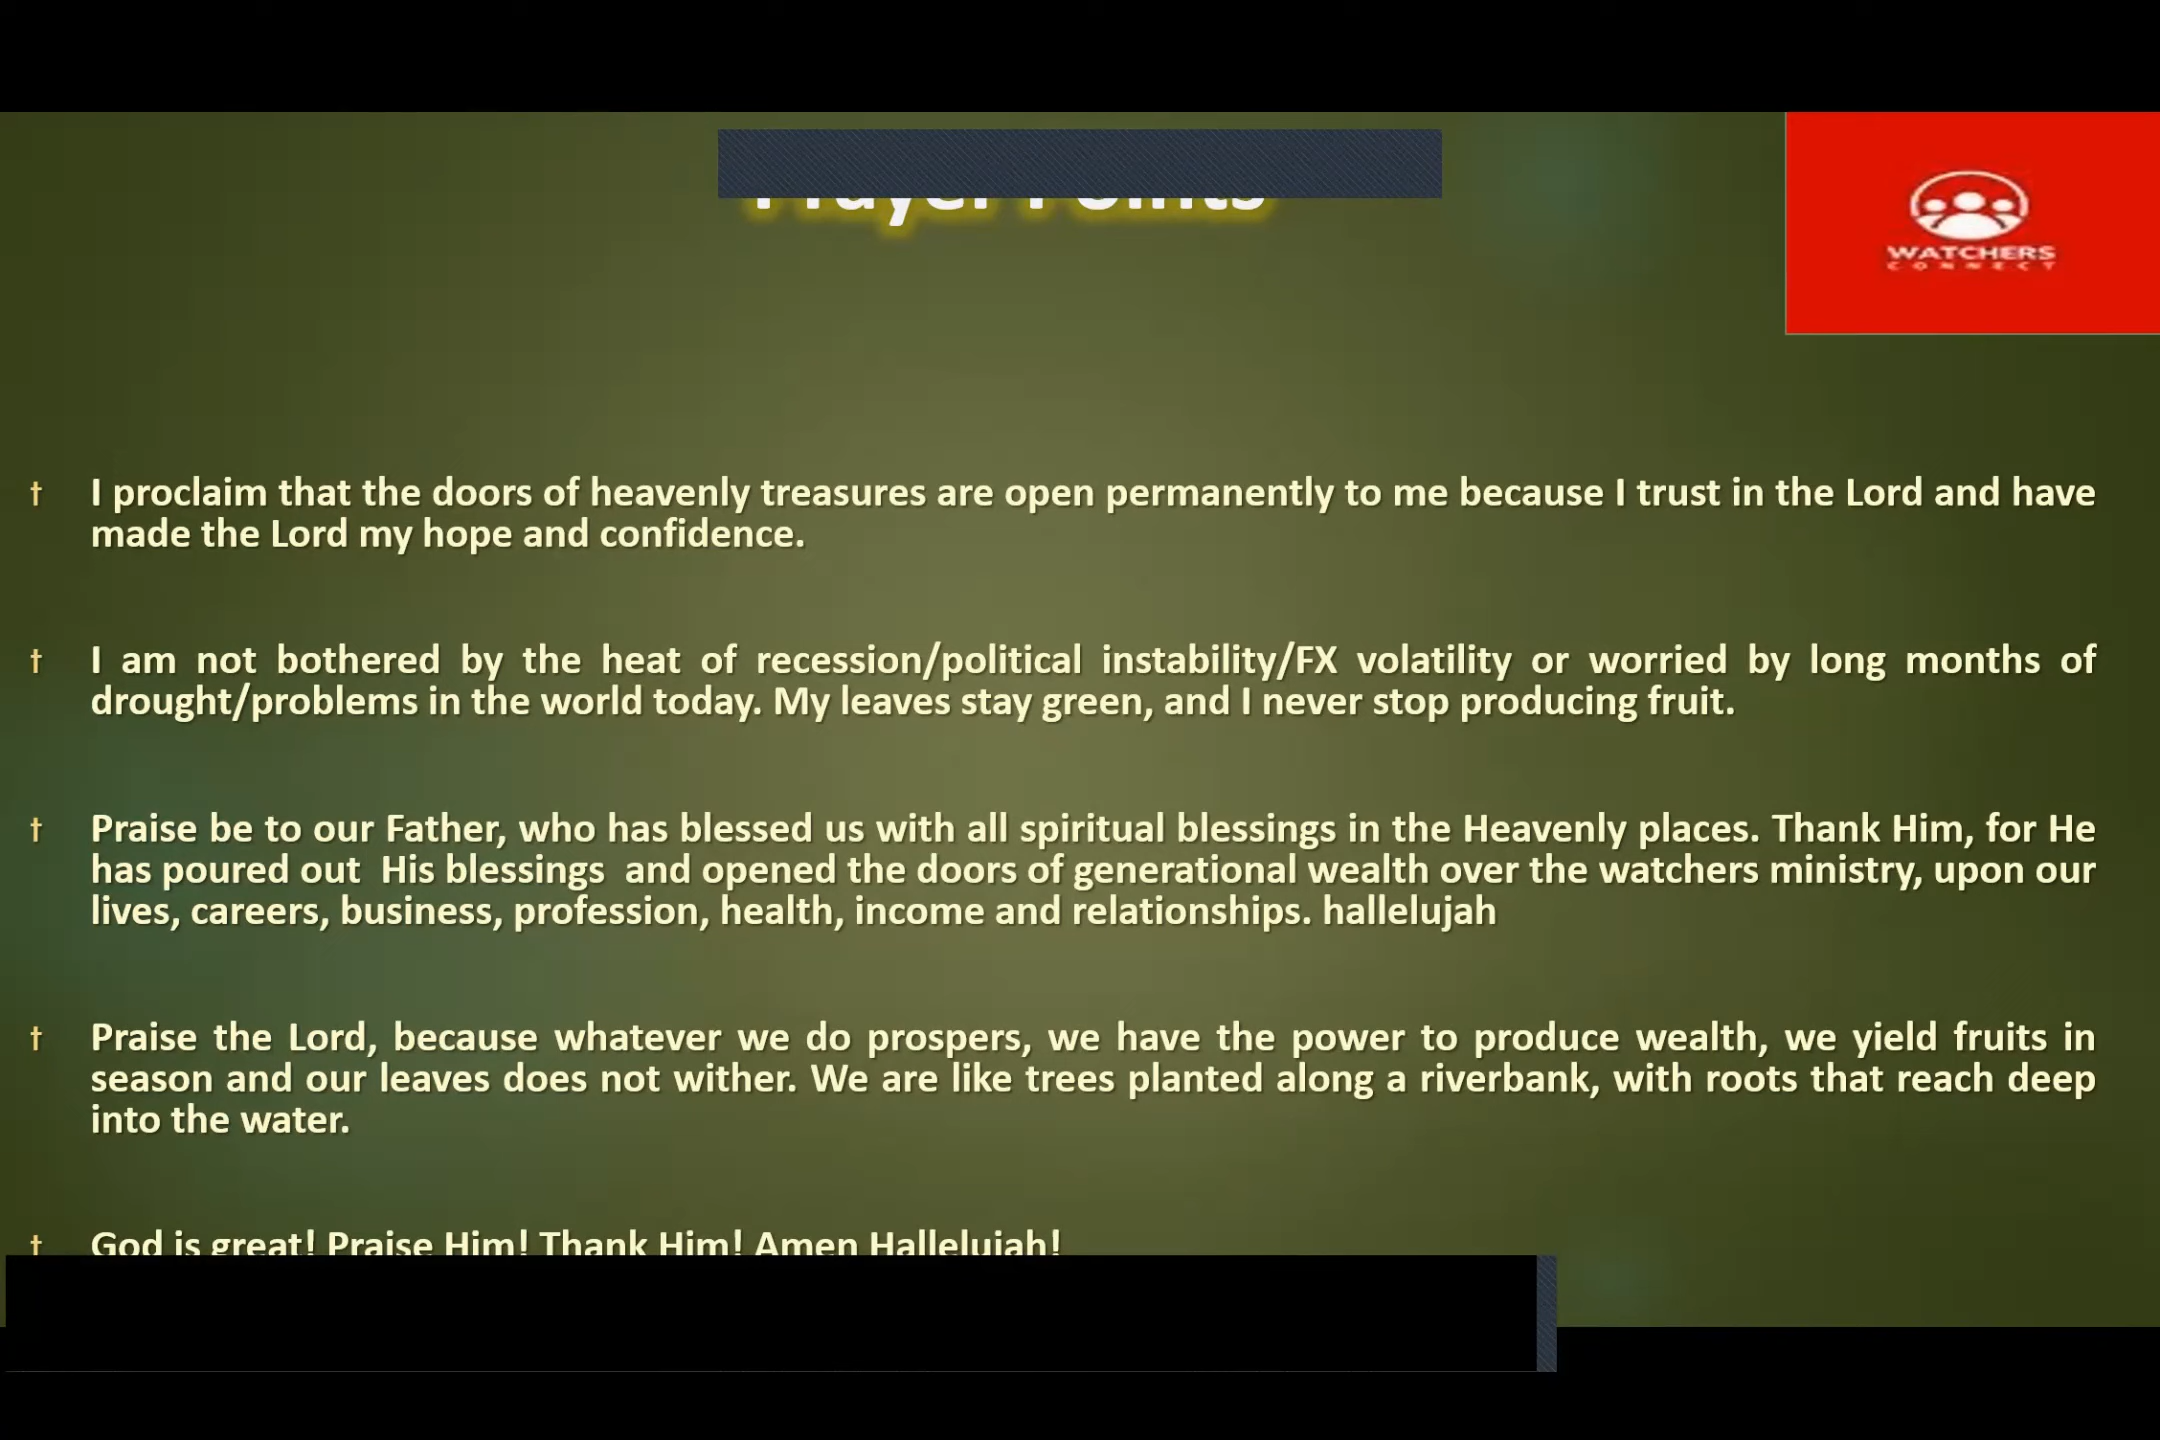 Prayer Points
WATCHERS
CONNECT
† I proclaim that the doors of heavenly treasures are open permanently to me because I trust in the Lord and have
made the Lord my hope and confidence.
† I am not bothered by the heat of recession/political instability/FX volatility or worried by long months of
drought/problems in the world today. My leaves stay green, and I never stop producing fruit.
† Praise be to our Father, who has blessed us with all spiritual blessings in the Heavenly places. Thank Him, for He
has poured out  His blessings  and opened the doors of generational wealth over the watchers ministry, upon our
lives, careers, business, profession, health, income and relationships. hallelujah
† Praise the Lord, because whatever we do prospers, we have the power to produce wealth, we yield fruits in
season and our leaves does not wither. We are like trees planted along a riverbank, with roots that reach deep
into the water.
† God is great! Praise Him! Thank Him! Amen Hallelujah!